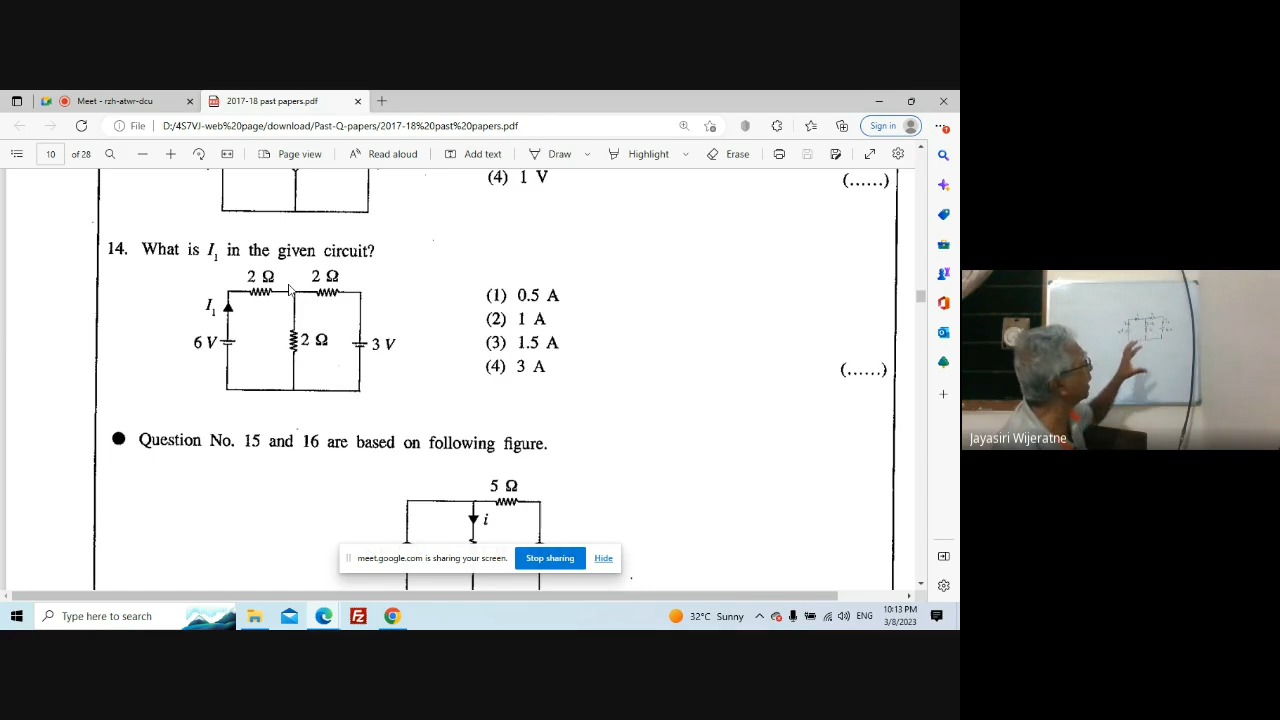 Meet - rzh-atwr-dcu
2017-18 past papers.pdf
File
D:/4S7VJ-web%20page/download/Past-Q-papers/2017-18%20past%20papers.pdf
Sign in
10 of 28
Page view
Read aloud
Add text
Draw
Highlight
Erase
(4) 1 V
(......)
14. What is I₁ in the given circuit?
2 Ω 2 Ω
I₁
6 V
2 Ω
3 V
(1) 0.5 A
(2) 1 A
(3) 1.5 A
(4) 3 A
(......)
● Question No. 15 and 16 are based on following figure.
5 Ω
i
meet.google.com is sharing your screen.
Stop sharing
Hide
Jayasiri Wijeratne
Type here to search
32°C Sunny
ENG
10:13 PM
3/8/2023